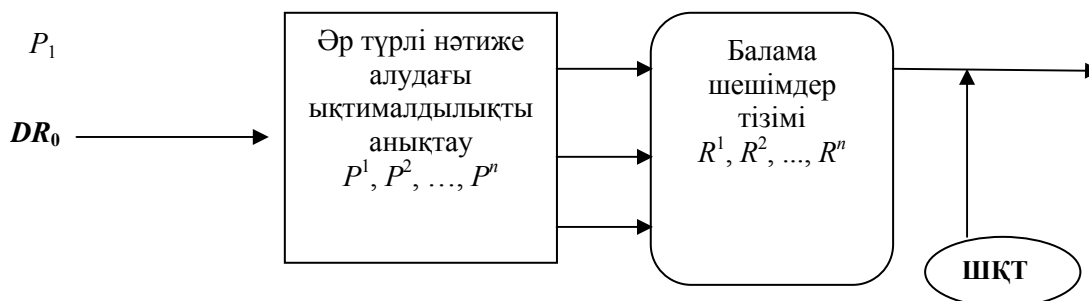 P₁
DR₀
Әр түрлі нәтиже
алудағы
ықтималдылықты
анықтау
P¹, P², …, Pⁿ
Балама
шешімдер
тізімі
R¹, R², ..., Rⁿ
ШҚТ